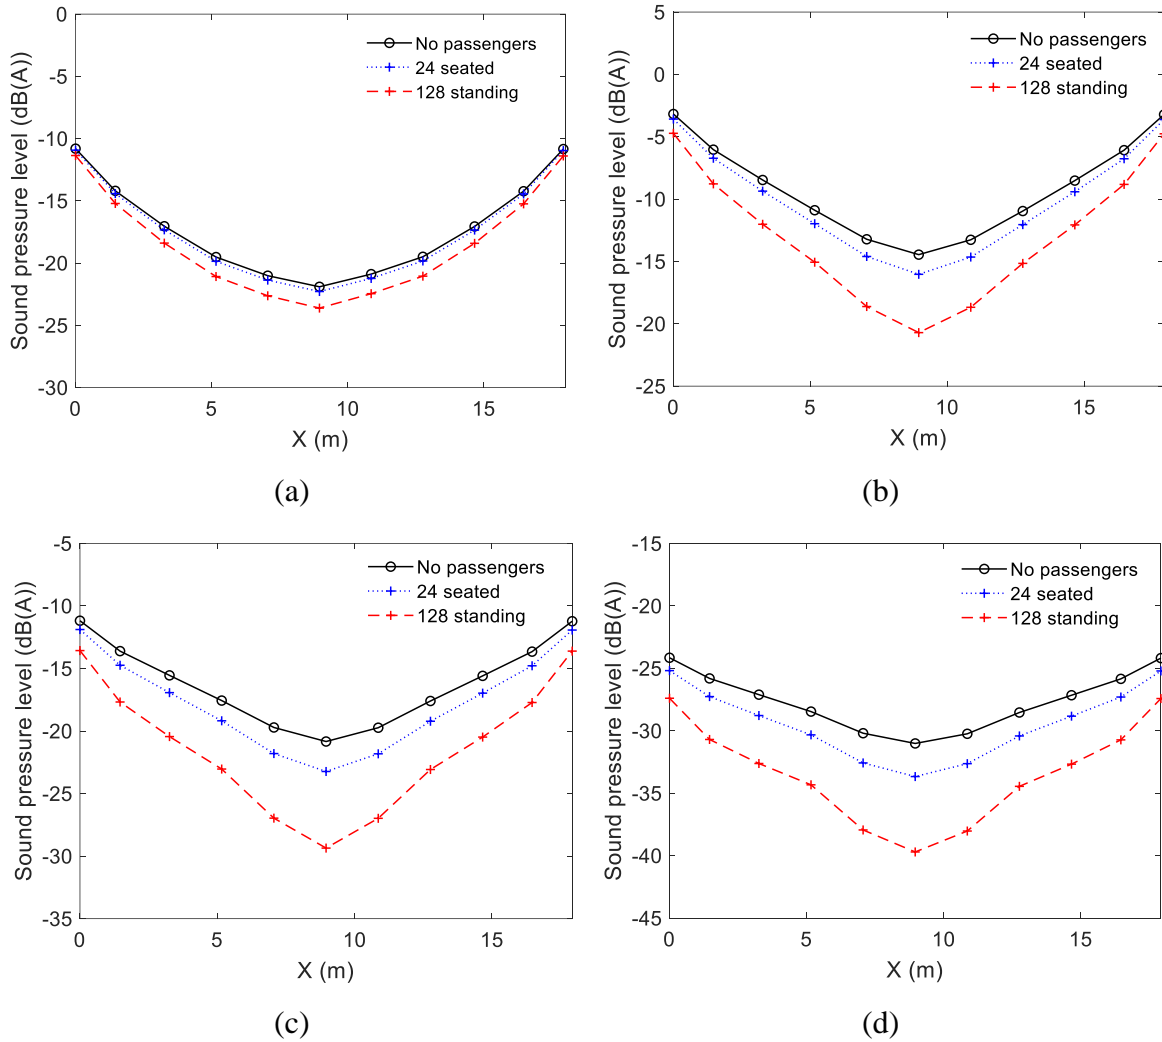 0
-5
-10
-15
-20
-25
-30
0
5
10
15
Sound pressure level (dB(A))
X (m)
No passengers
24 seated
128 standing
(a)
5
0
-5
-10
-15
-20
-25
0
5
10
15
Sound pressure level (dB(A))
X (m)
No passengers
24 seated
128 standing
(b)
-5
-10
-15
-20
-25
-30
-35
0
5
10
15
Sound pressure level (dB(A))
X (m)
No passengers
24 seated
128 standing
(c)
-15
-20
-25
-30
-35
-40
-45
0
5
10
15
Sound pressure level (dB(A))
X (m)
No passengers
24 seated
128 standing
(d)